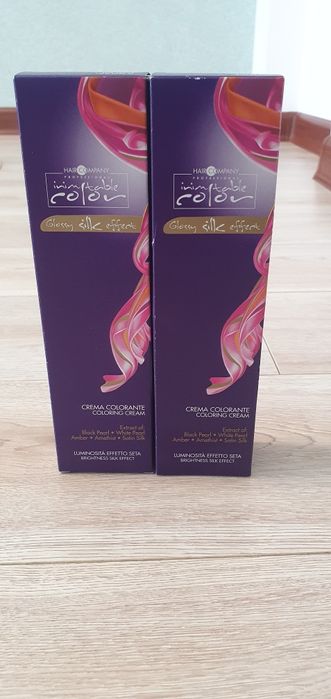 HAIR COMPANY
PROFESSIONAL
inimitable
color
Glossy silk effect
CREMA COLORANTE
COLORING CREAM
Extract of:
Black Pearl + White Pearl
Amber + Amethist + Satin Silk
LUMINOSITÀ EFFETTO SETA
BRIGHTNESS SILK EFFECT
HAIR COMPANY
PROFESSIONAL
inimitable
color
Glossy silk effect
CREMA COLORANTE
COLORING CREAM
Extract of:
Black Pearl + White Pearl
Amber + Amethist + Satin Silk
LUMINOSITÀ EFFETTO SETA
BRIGHTNESS SILK EFFECT